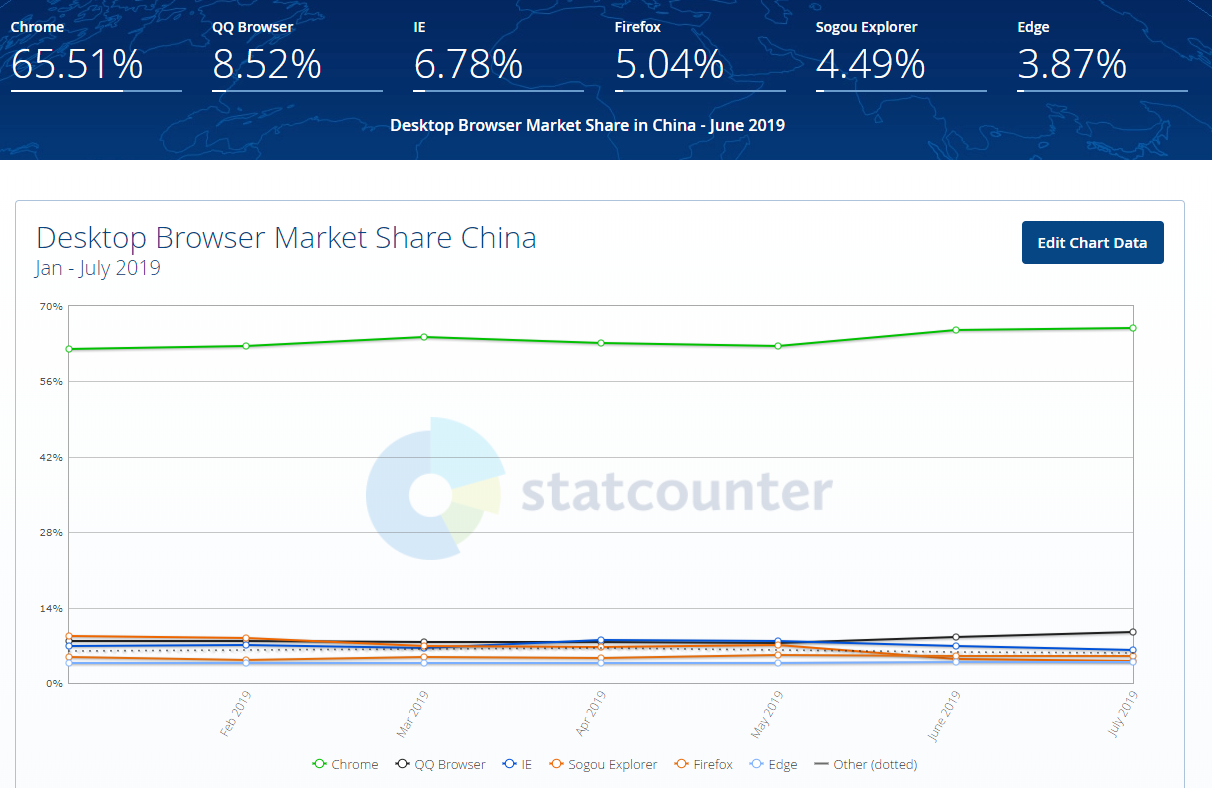 Chrome QQ Browser IE Firefox Sogou Explorer Edge
65.51% 8.52% 6.78% 5.04% 4.49% 3.87%
Desktop Browser Market Share in China - June 2019
Desktop Browser Market Share China
Edit Chart Data
Jan - July 2019
70%
56%
42%
statcounter
28%
14%
0%
Feb 2019 Mar 2019 Apr 2019 May 2019 June 2019 July 2019
Chrome QQ Browser IE Sogou Explorer Firefox Edge Other (dotted)